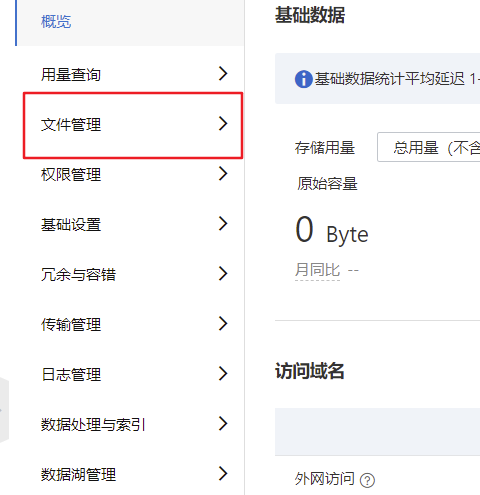 概览
用量查询
文件管理
权限管理
基础设置
冗余与容错
传输管理
日志管理
数据处理与索引
数据湖管理
基础数据
基础数据统计平均延迟 1-
存储用量
总用量（不含
原始容量
0 Byte
月同比 --
访问域名
外网访问